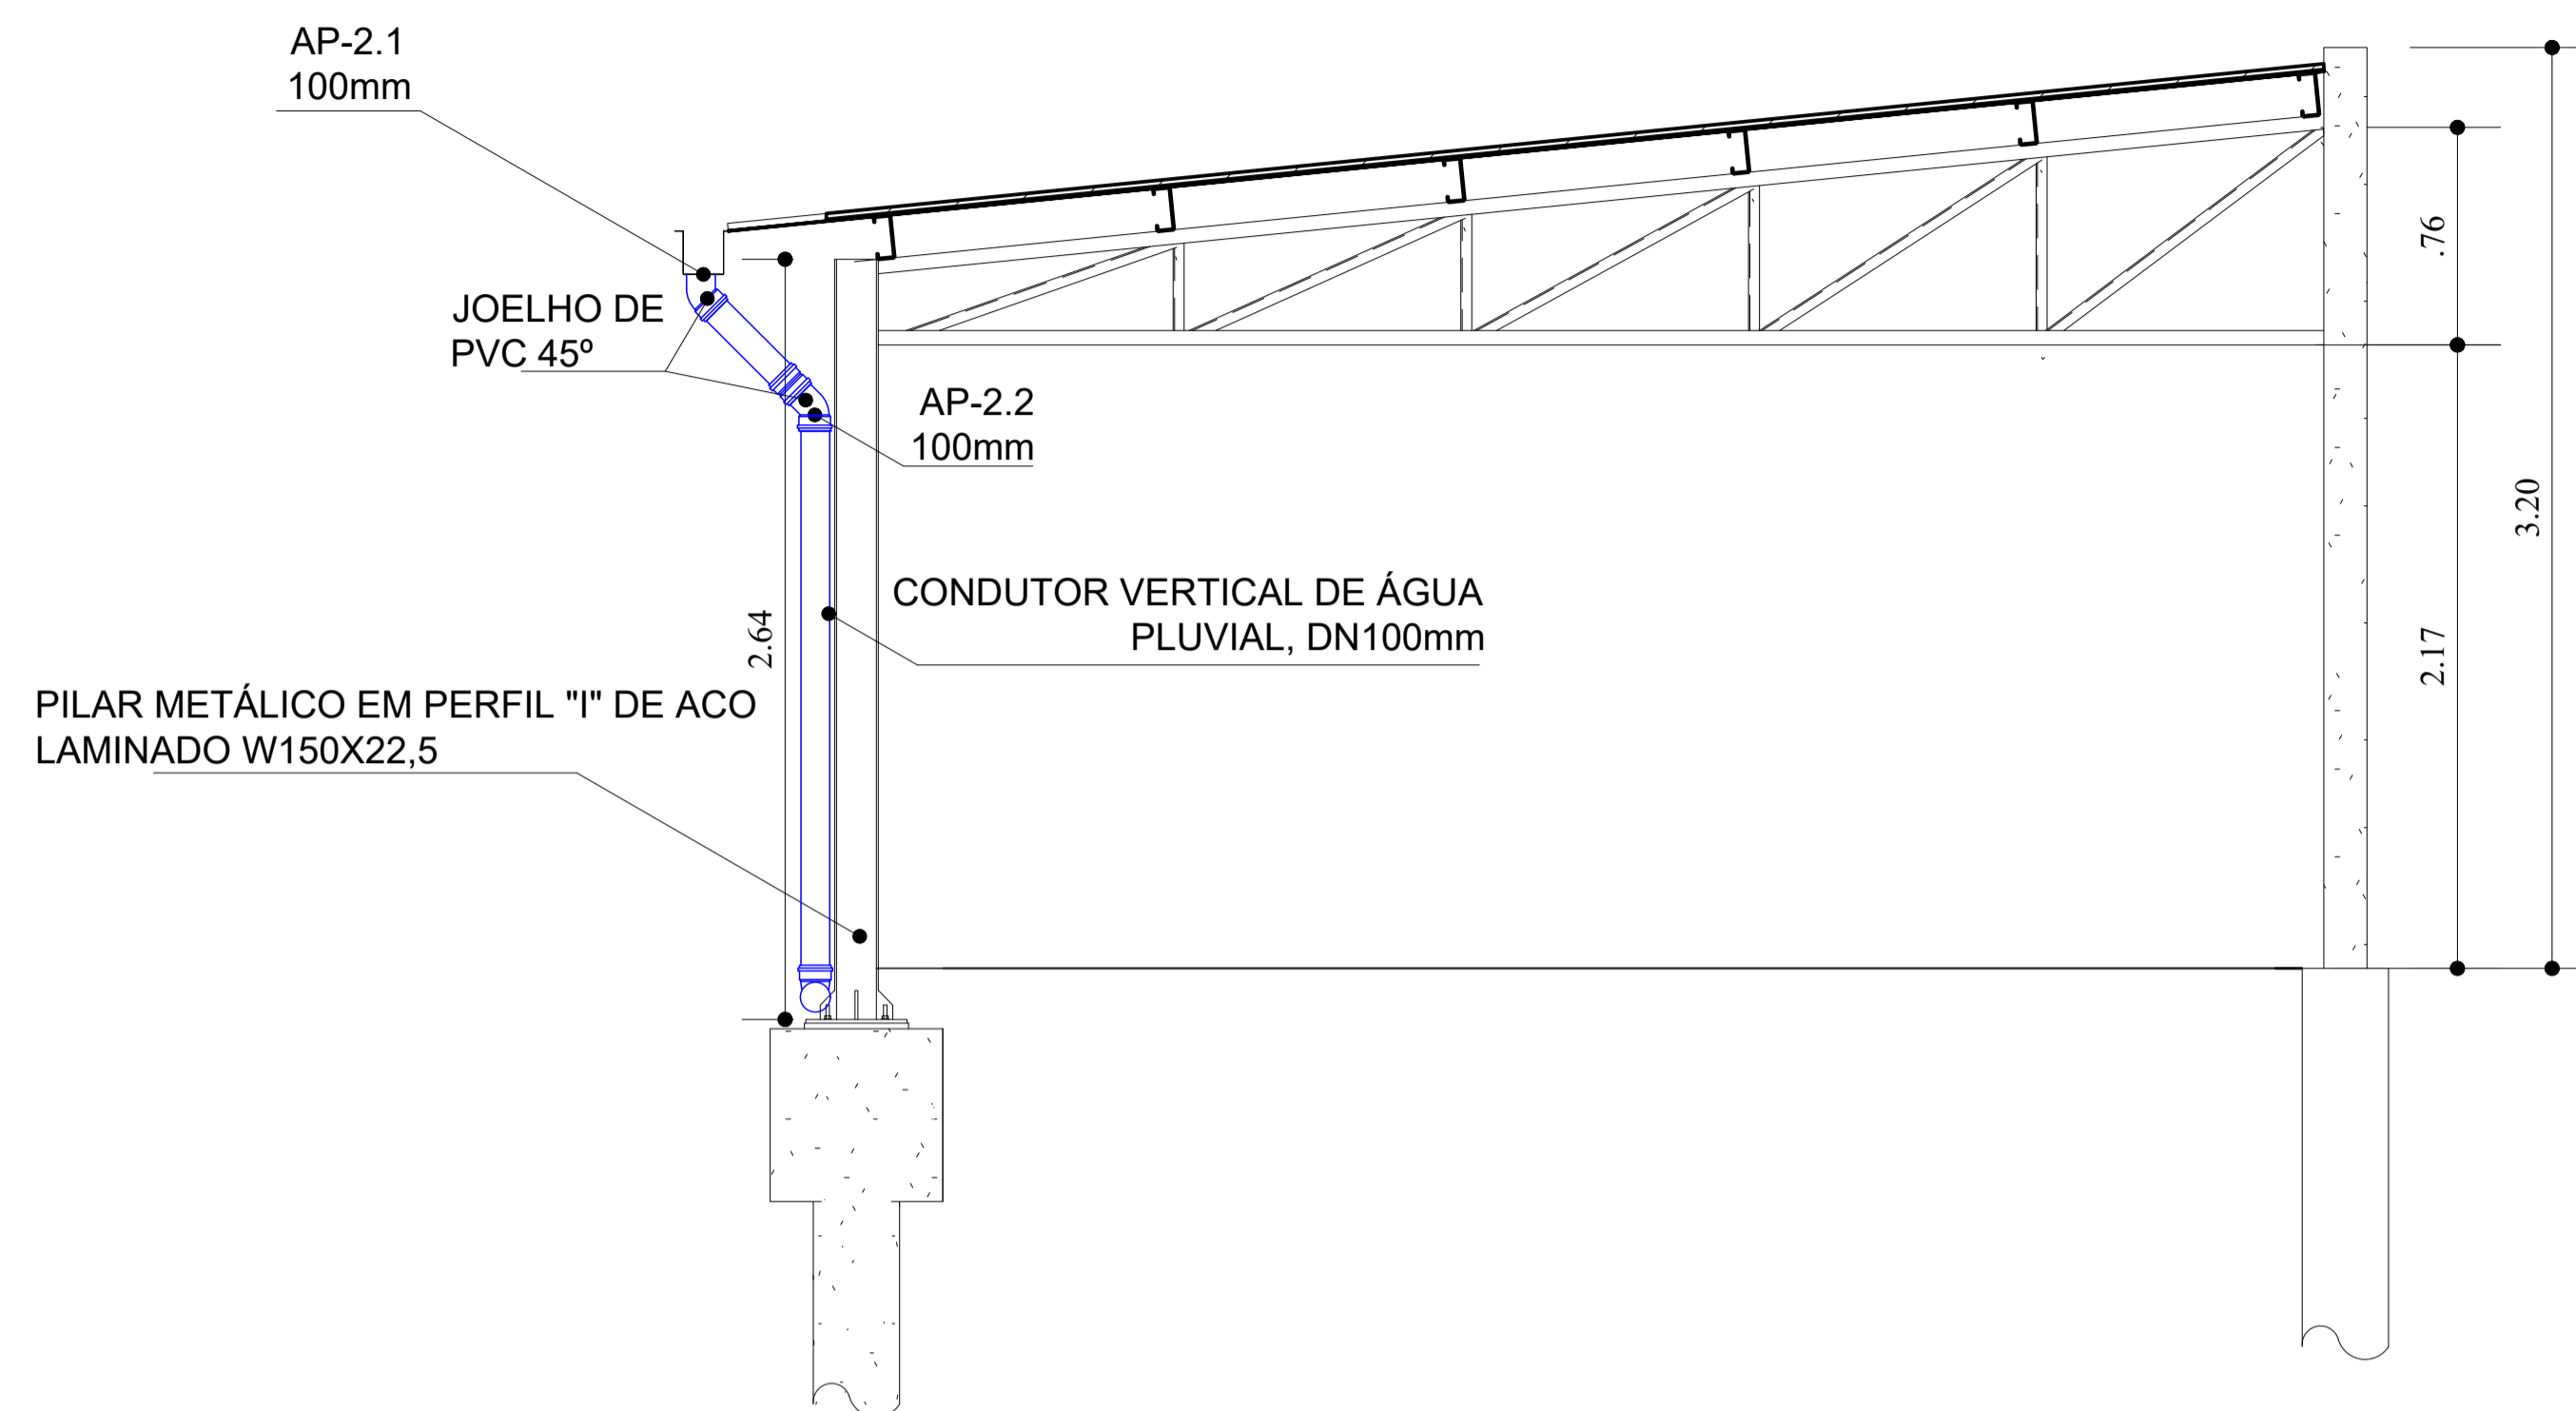 AP-2.1
100mm
JOELHO DE
PVC 45º
AP-2.2
100mm
.76
3.20
CONDUTOR VERTICAL DE ÁGUA
PLUVIAL, DN100mm
2.64
2.17
PILAR METÁLICO EM PERFIL "I" DE ACO
LAMINADO W150X22,5